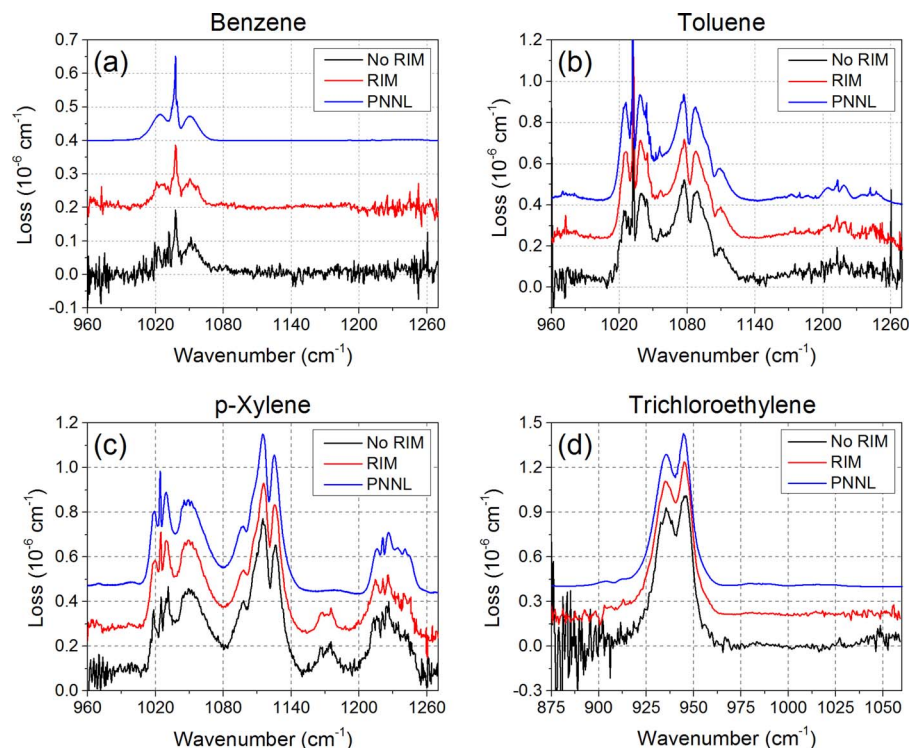 Benzene
(a)
No RIM
RIM
PNNL
0.7
0.6
0.5
0.4
0.3
0.2
0.1
0.0
-0.1
Loss (10⁻⁶ cm⁻¹)
960 1020 1080 1140 1200 1260
Wavenumber (cm⁻¹)
Toluene
(b)
No RIM
RIM
PNNL
1.2
1.0
0.8
0.6
0.4
0.2
0.0
Loss (10⁻⁶ cm⁻¹)
960 1020 1080 1140 1200 1260
Wavenumber (cm⁻¹)
p-Xylene
(c)
No RIM
RIM
PNNL
1.2
1.0
0.8
0.6
0.4
0.2
0.0
Loss (10⁻⁶ cm⁻¹)
960 1020 1080 1140 1200 1260
Wavenumber (cm⁻¹)
Trichloroethylene
(d)
No RIM
RIM
PNNL
1.5
1.2
0.9
0.6
0.3
0.0
-0.3
Loss (10⁻⁶ cm⁻¹)
875 900 925 950 975 1000 1025 1050
Wavenumber (cm⁻¹)